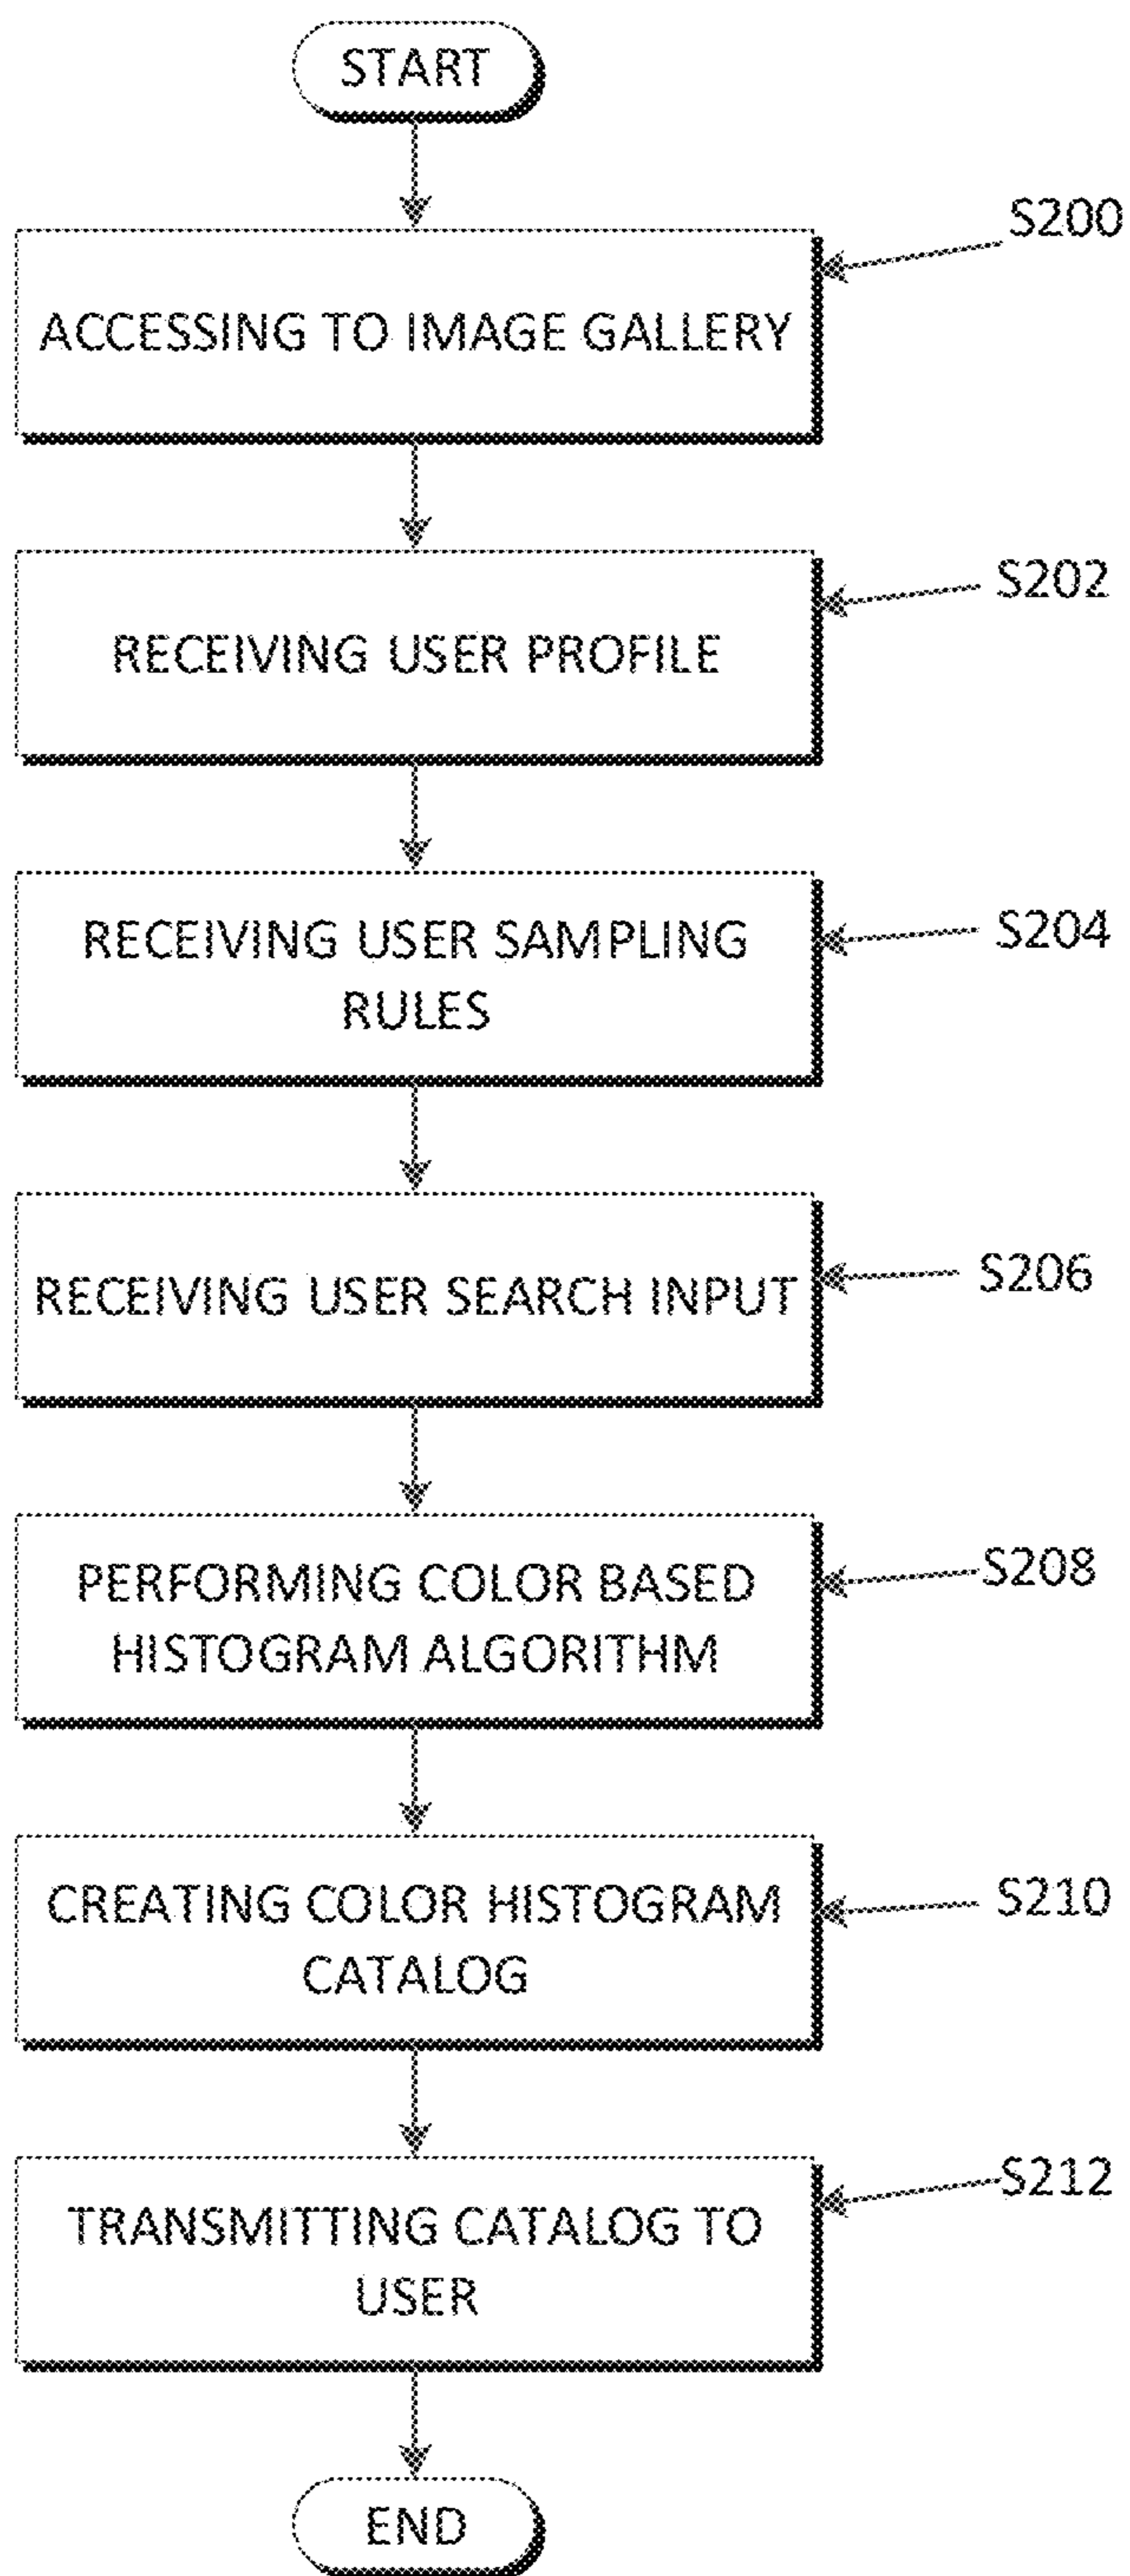 START
S200
ACCESSING TO IMAGE GALLERY
S202
RECEIVING USER PROFILE
S204
RECEIVING USER SAMPLING
RULES
S206
RECEIVING USER SEARCH INPUT
S208
PERFORMING COLOR BASED
HISTOGRAM ALGORITHM
S210
CREATING COLOR HISTOGRAM
CATALOG
S212
TRANSMITTING CATALOG TO
USER
END